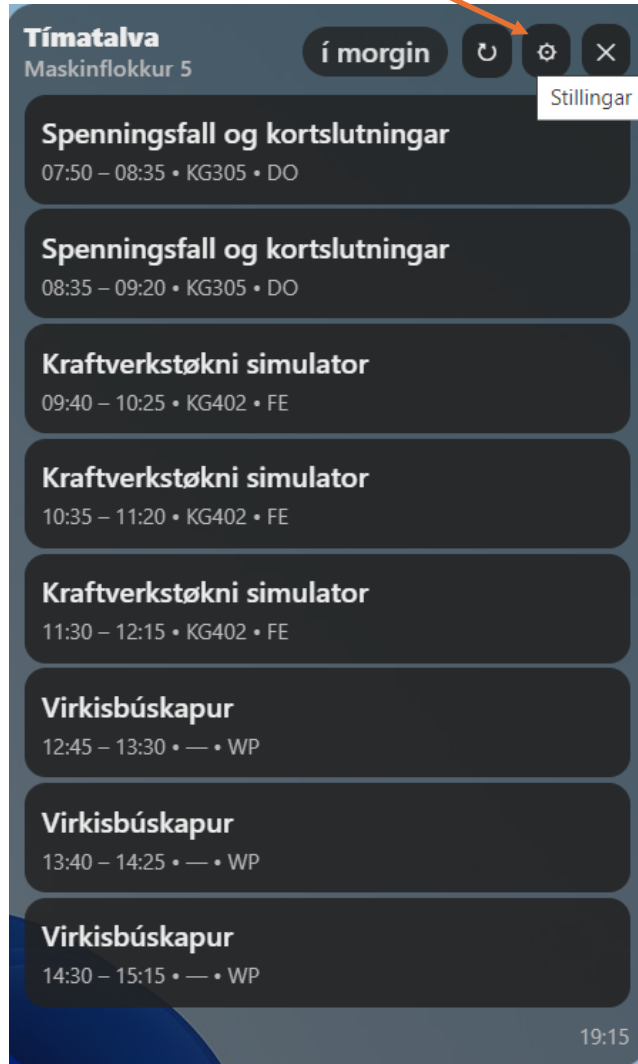 Tímatalva
Maskinflokkur 5
í morgin
Stillingar
Spenningsfall og kortslutningar
07:50 – 08:35 • KG305 • DO
Spenningsfall og kortslutningar
08:35 – 09:20 • KG305 • DO
Kraftverkstøkni simulator
09:40 – 10:25 • KG402 • FE
Kraftverkstøkni simulator
10:35 – 11:20 • KG402 • FE
Kraftverkstøkni simulator
11:30 – 12:15 • KG402 • FE
Virkisbúskapur
12:45 – 13:30 • — • WP
Virkisbúskapur
13:40 – 14:25 • — • WP
Virkisbúskapur
14:30 – 15:15 • — • WP
19:15